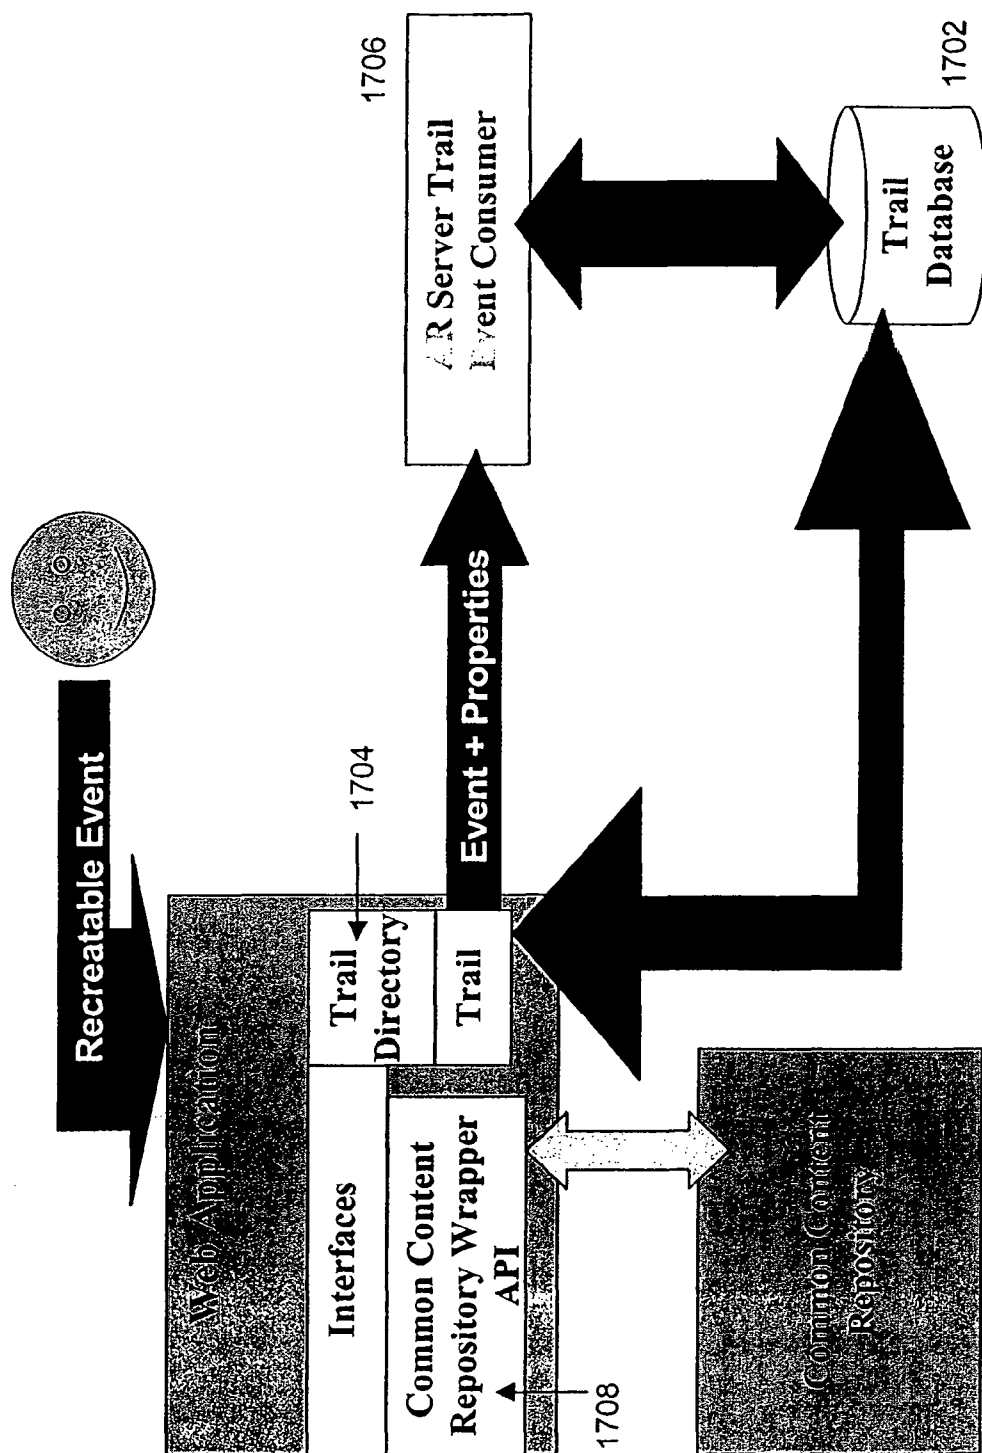 Recreatable Event
Web Application
Interfaces
Trail
Directory
1704
Common Content
Repository Wrapper
API
1708
Trail
Event + Properties
1706
AR Server Trail
Event Consumer
Common Content
Repository
Trail
Database
1702